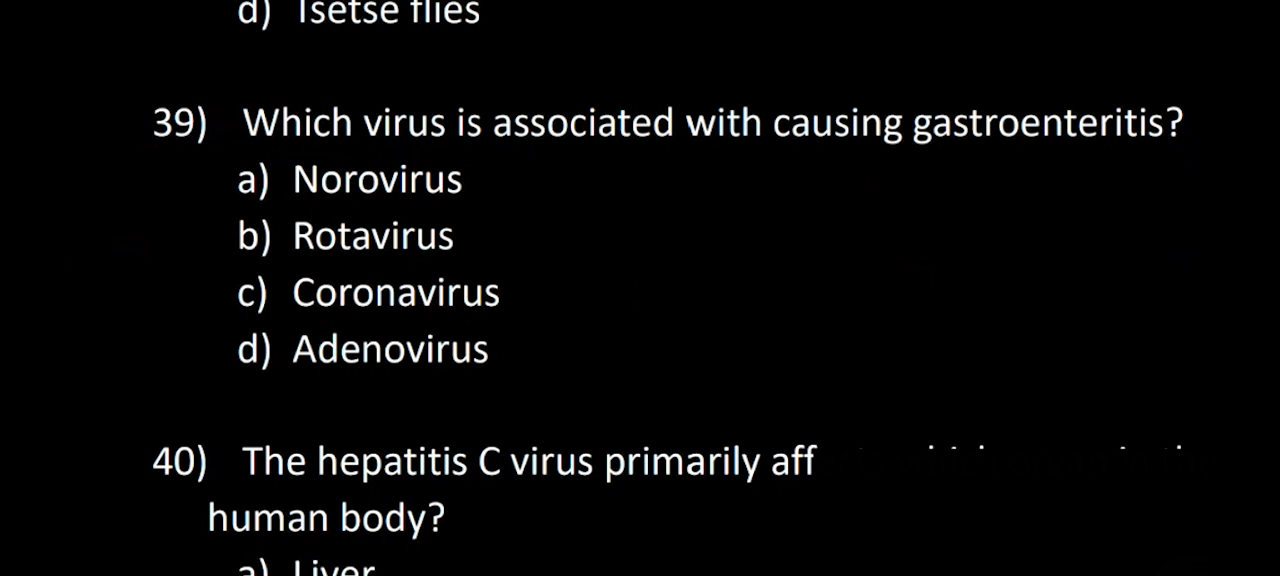 d) Tsetse flies
39) Which virus is associated with causing gastroenteritis?
a) Norovirus
b) Rotavirus
c) Coronavirus
d) Adenovirus
40) The hepatitis C virus primarily
human body?
a) Liver